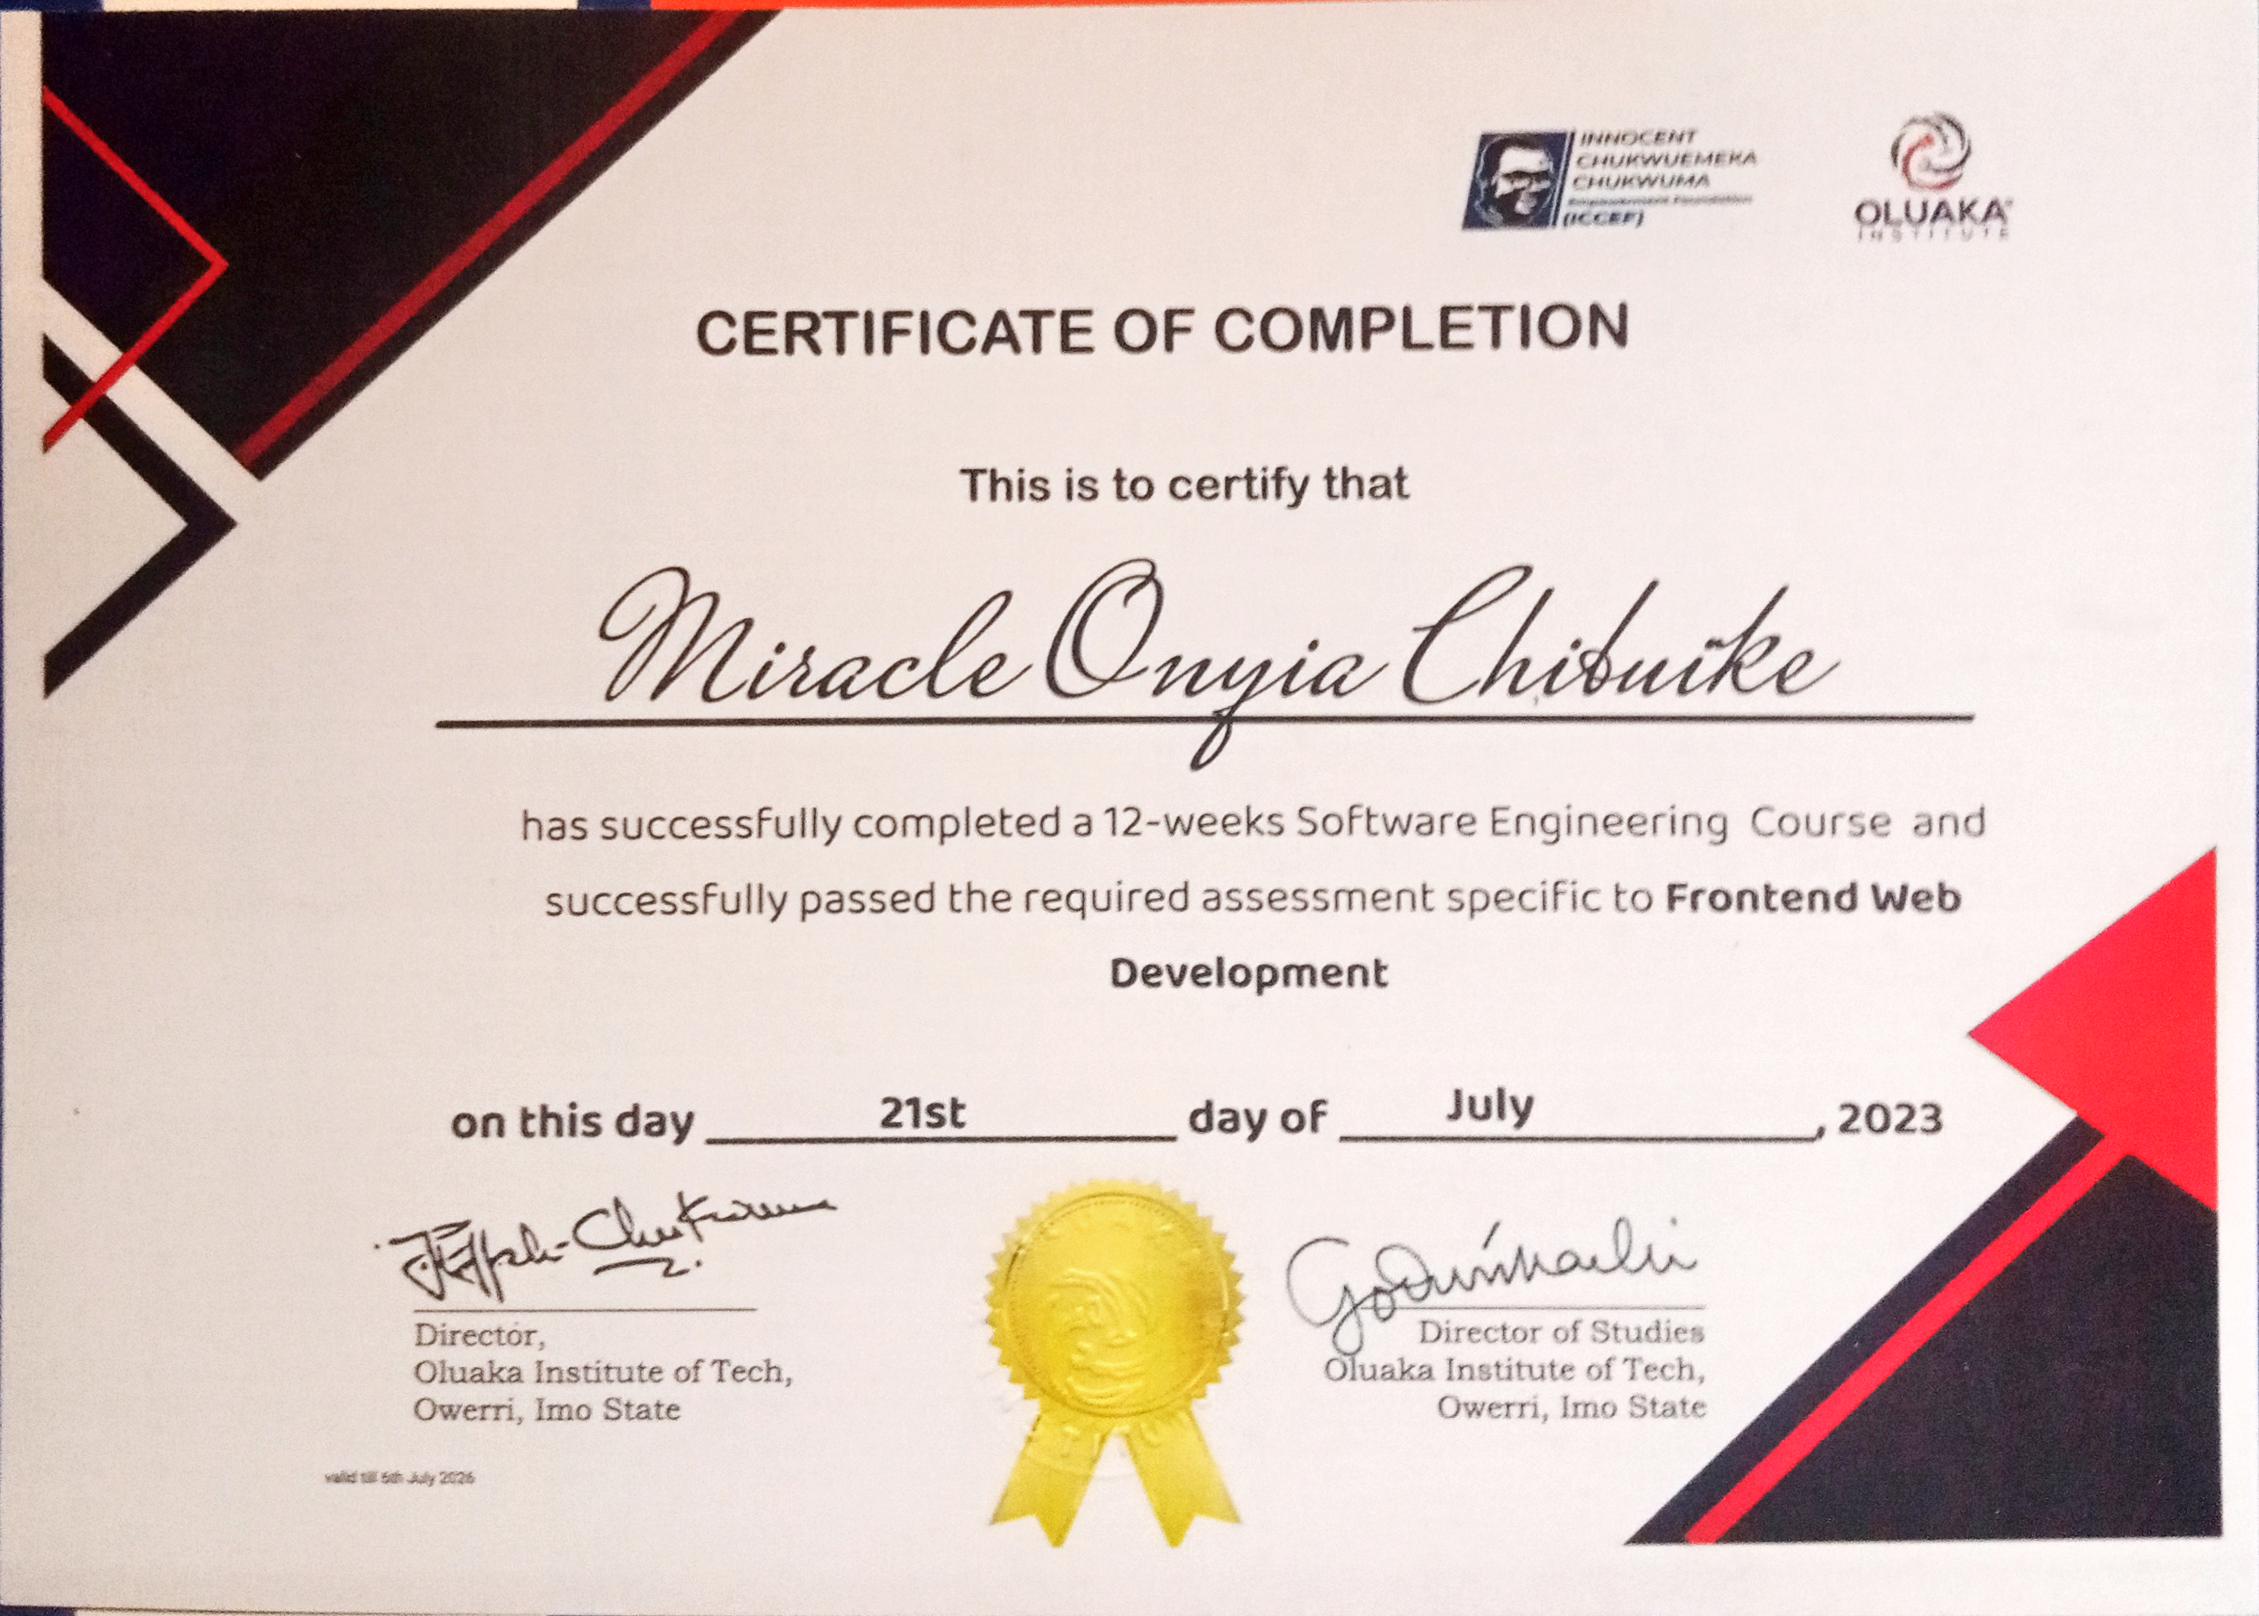 INNOCENT
CHUKWUEMEKA
CHUKWUMA
Empowerment Foundation
(ICCEF)
OLUAKA
INSTITUTE
CERTIFICATE OF COMPLETION
This is to certify that
Miracle Onyia Chibuike
has successfully completed a 12-weeks Software Engineering Course and
successfully passed the required assessment specific to Frontend Web
Development
on this day 21st day of July, 2023
Director,
Oluaka Institute of Tech,
Owerri, Imo State
Director of Studies
Oluaka Institute of Tech,
Owerri, Imo State
valid till 6th July 2026